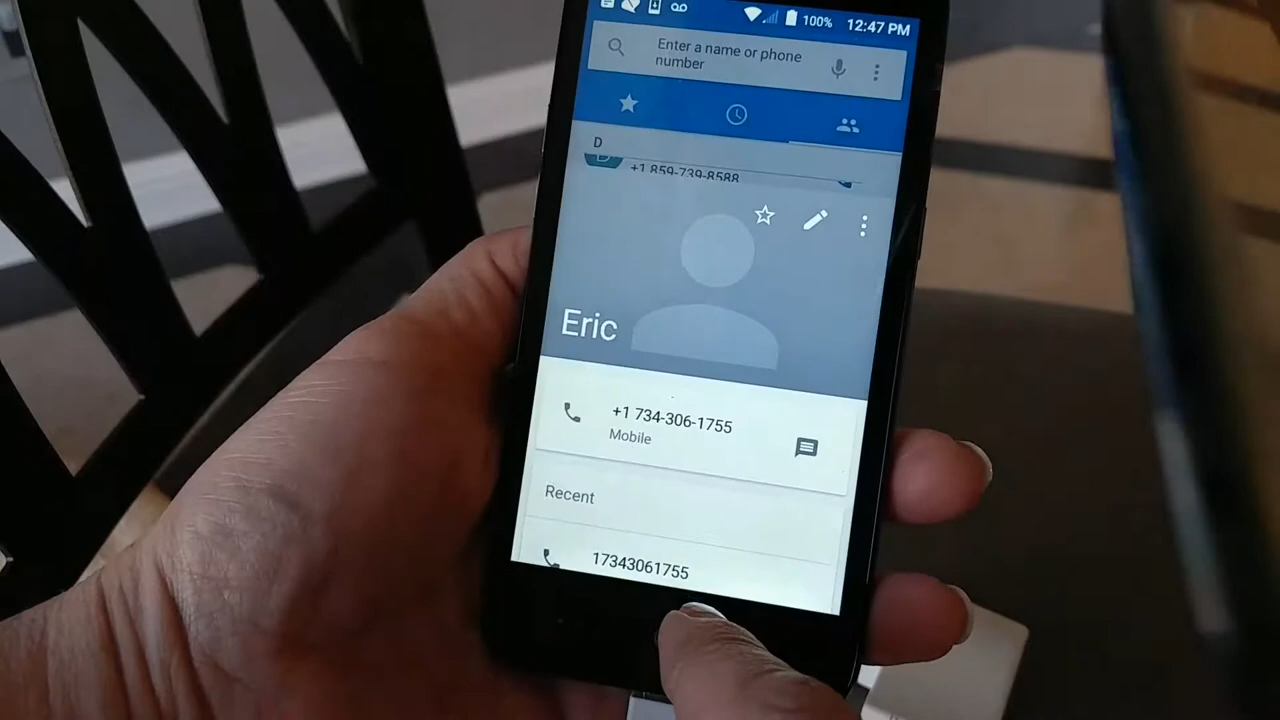 100% 12:47 PM
Enter a name or phone
number
D
D
+1 859-739-8588
Eric
+1 734-306-1755
Mobile
Recent
17343061755